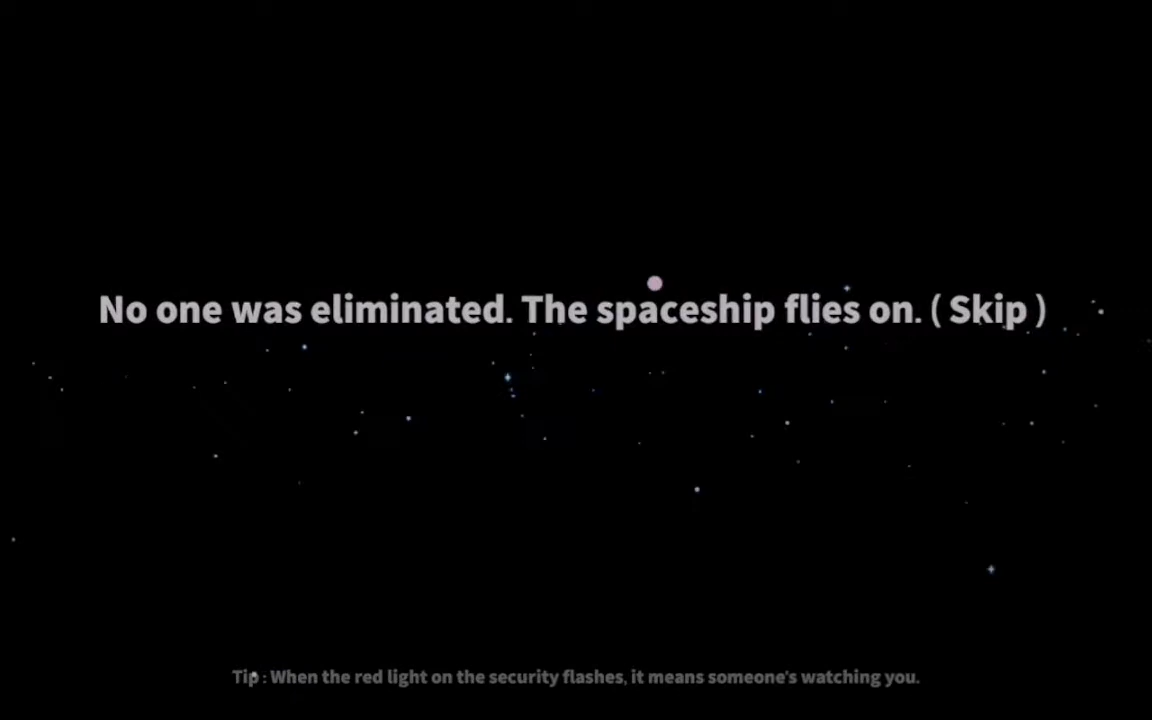 No one was eliminated. The spaceship flies on. ( Skip )
Tip : When the red light on the security flashes, it means someone's watching you.